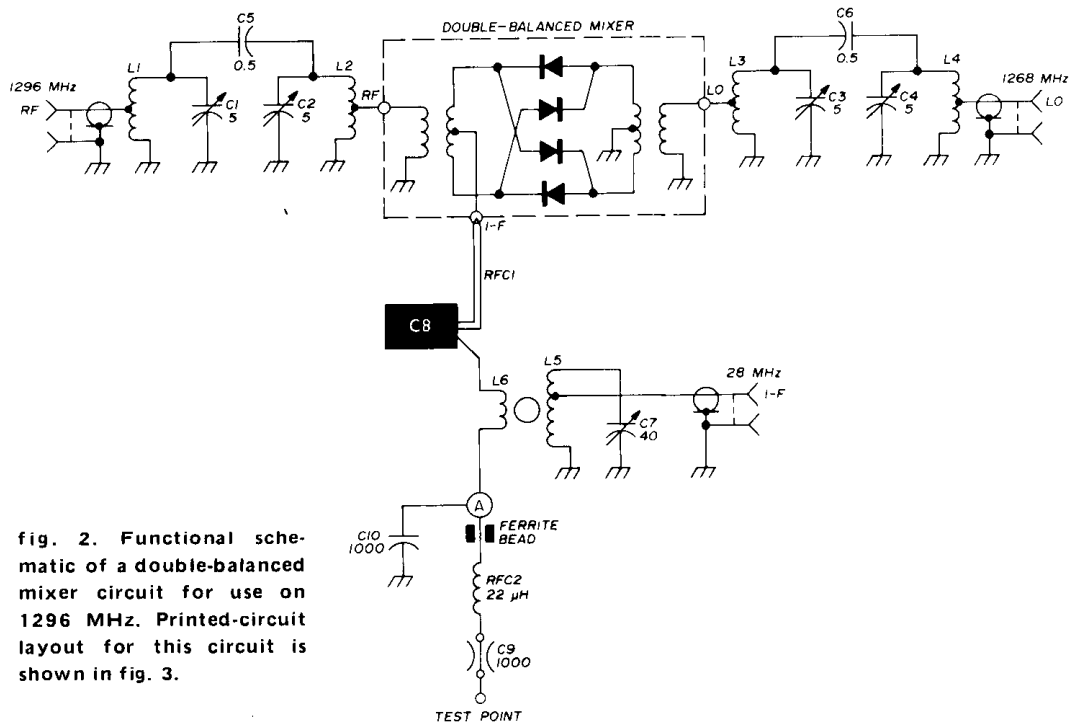 DOUBLE-BALANCED MIXER
C5
0.5
C6
0.5
L1
L2
L3
L4
1296 MHz
RF
C1
5
C2
5
RF
LO
C3
5
C4
5
1268 MHz
LO
I-F
RFC1
C8
L6
L5
28 MHz
I-F
C7
40
A
C10
1000
FERRITE
BEAD
RFC2
22 µH
C9
1000
TEST POINT
fig. 2. Functional sche-
matic of a double-balanced
mixer circuit for use on
1296 MHz. Printed-circuit
layout for this circuit is
shown in fig. 3.